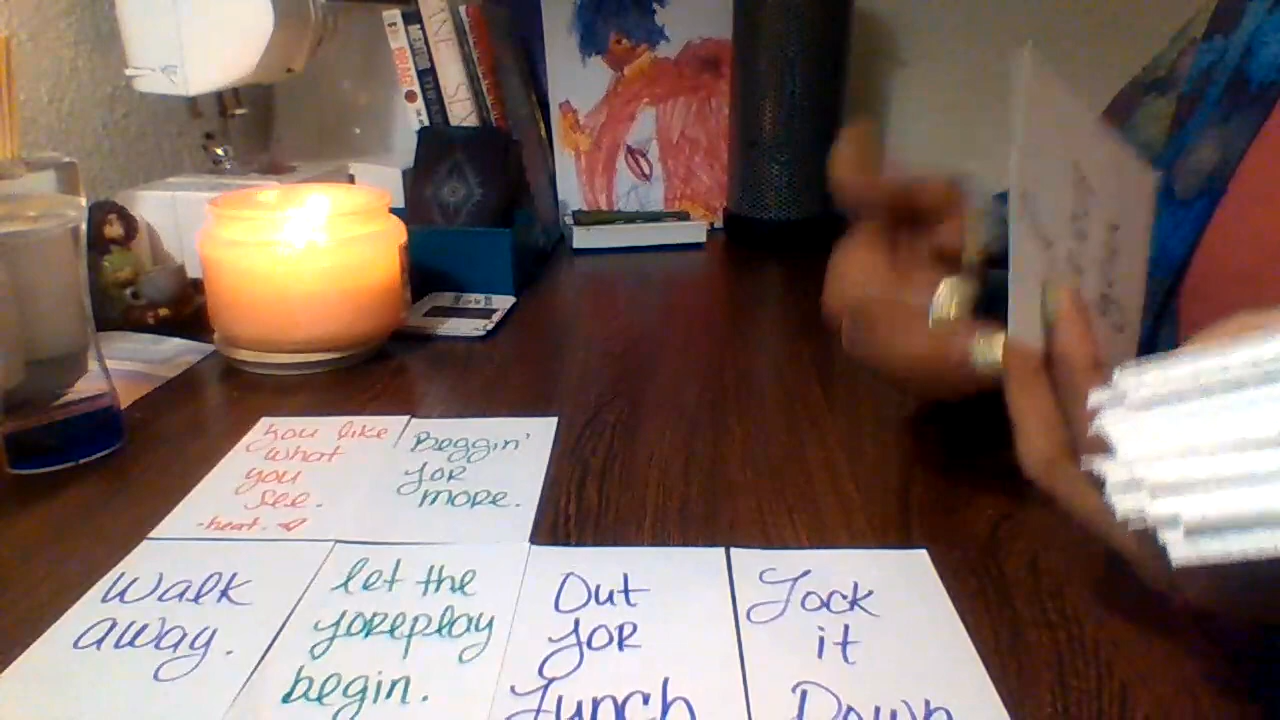 you like
what
you
see.
-heat.
Beggin'
for
more.
Walk
away.
let the
foreplay
begin.
Out
for
Lunch
Lock
it
Down